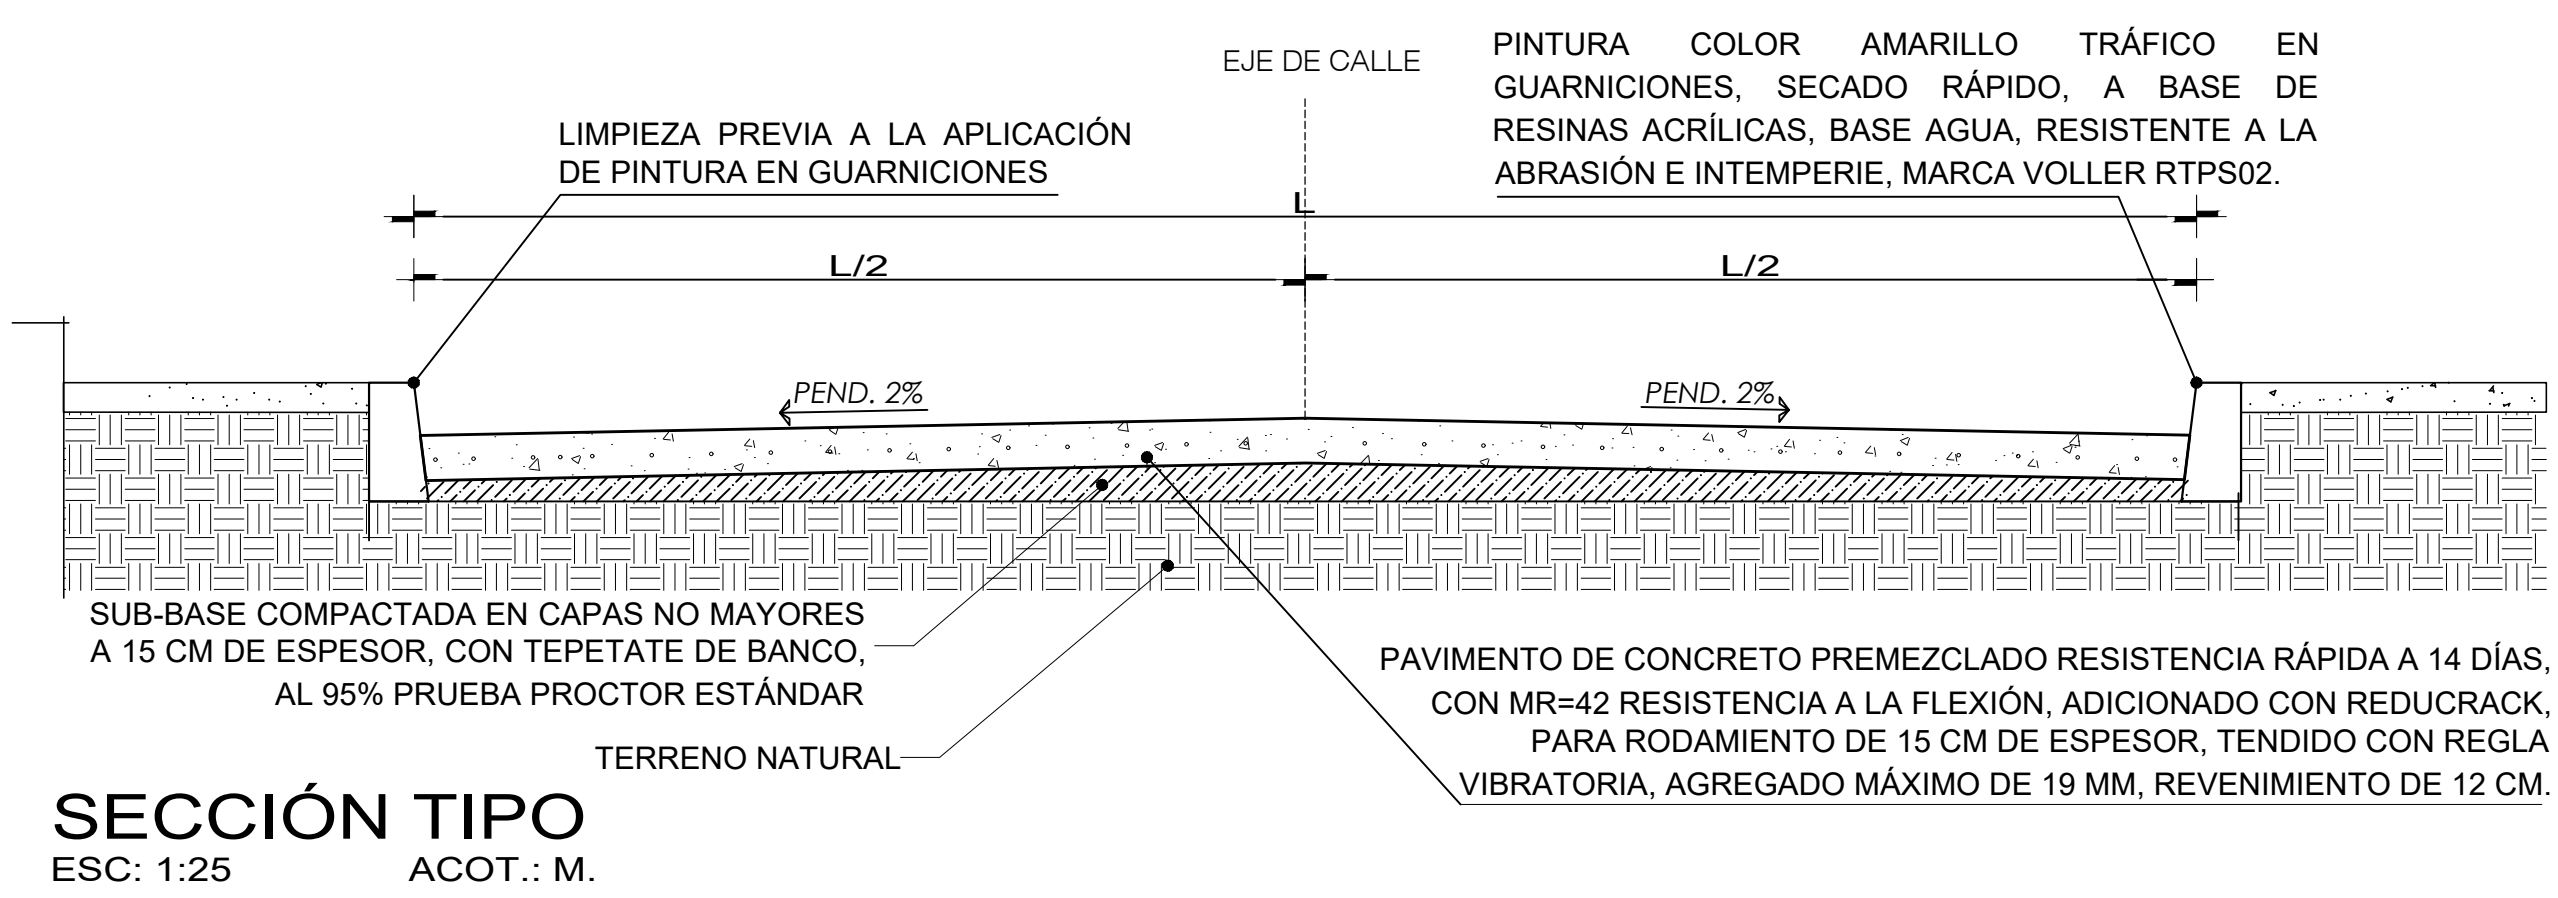 EJE DE CALLE
PINTURA COLOR AMARILLO TRÁFICO EN
GUARNICIONES, SECADO RÁPIDO, A BASE DE
RESINAS ACRÍLICAS, BASE AGUA, RESISTENTE A LA
ABRASIÓN E INTEMPERIE, MARCA VOLLER RTPS02.
LIMPIEZA PREVIA A LA APLICACIÓN
DE PINTURA EN GUARNICIONES
L
L/2
L/2
PEND. 2%
PEND. 2%
SUB-BASE COMPACTADA EN CAPAS NO MAYORES
A 15 CM DE ESPESOR, CON TEPETATE DE BANCO,
AL 95% PRUEBA PROCTOR ESTÁNDAR
TERRENO NATURAL
PAVIMENTO DE CONCRETO PREMEZCLADO RESISTENCIA RÁPIDA A 14 DÍAS,
CON MR=42 RESISTENCIA A LA FLEXIÓN, ADICIONADO CON REDUCRACK,
PARA RODAMIENTO DE 15 CM DE ESPESOR, TENDIDO CON REGLA
VIBRATORIA, AGREGADO MÁXIMO DE 19 MM, REVENIMIENTO DE 12 CM.
SECCIÓN TIPO
ESC: 1:25 ACOT.: M.